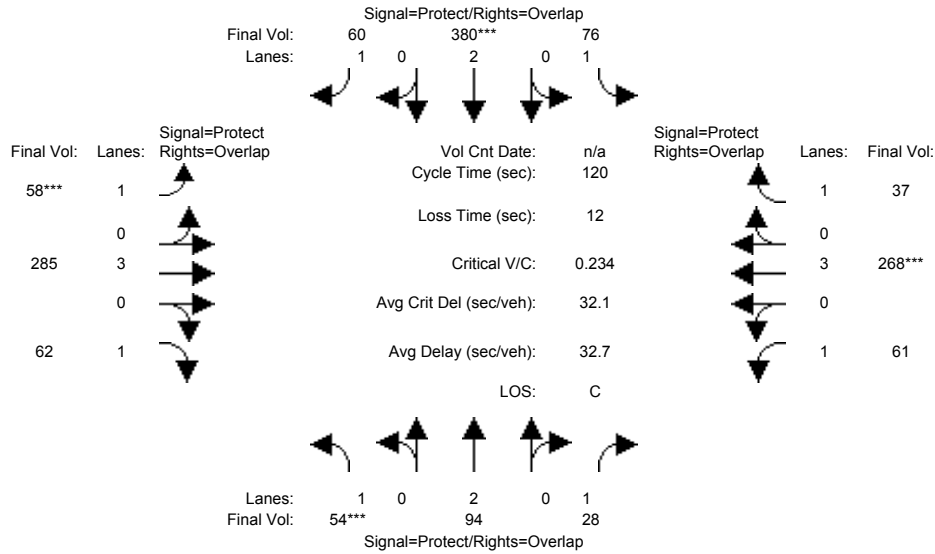 Signal=Protect/Rights=Overlap
Final Vol: 60 380*** 76
Lanes: 1 0 2 0 1
Signal=Protect
Final Vol: Lanes: Rights=Overlap
Vol Cnt Date: n/a
Signal=Protect
Rights=Overlap Lanes: Final Vol:
Cycle Time (sec): 120
58*** 1
1 37
Loss Time (sec): 12
0
0
285 3
Critical V/C: 0.234
3 268***
0
Avg Crit Del (sec/veh): 32.1
0
62 1
Avg Delay (sec/veh): 32.7
1 61
LOS: C
Lanes: 1 0 2 0 1
Final Vol: 54*** 94 28
Signal=Protect/Rights=Overlap